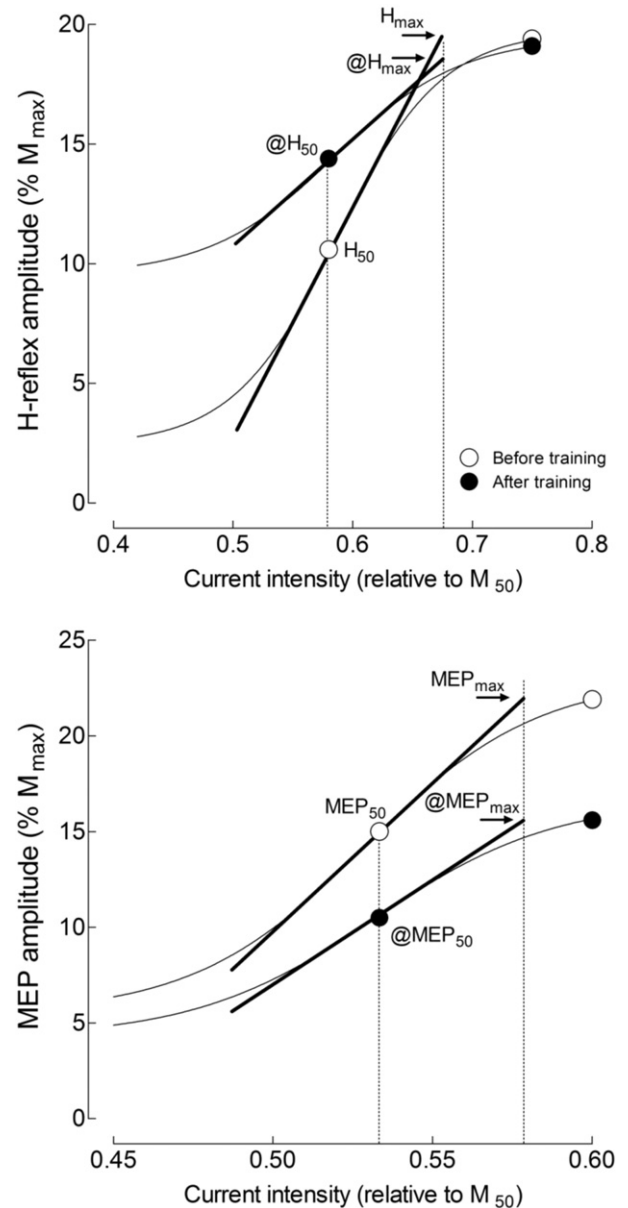 20
15
10
5
0
H-reflex amplitude (% Mmax)
Hmax
@Hmax
@H50
H50
Before training
After training
0.4 0.5 0.6 0.7 0.8
Current intensity (relative to M50)
25
20
15
10
5
0
MEP amplitude (% Mmax)
MEPmax
MEP50
@MEPmax
@MEP50
0.45 0.50 0.55 0.60
Current intensity (relative to M50)